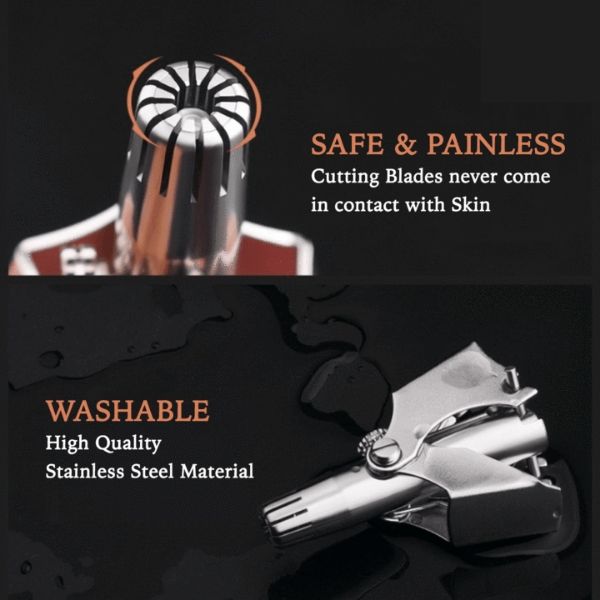 SAFE & PAINLESS
Cutting Blades never come
in contact with Skin
WASHABLE
High Quality
Stainless Steel Material